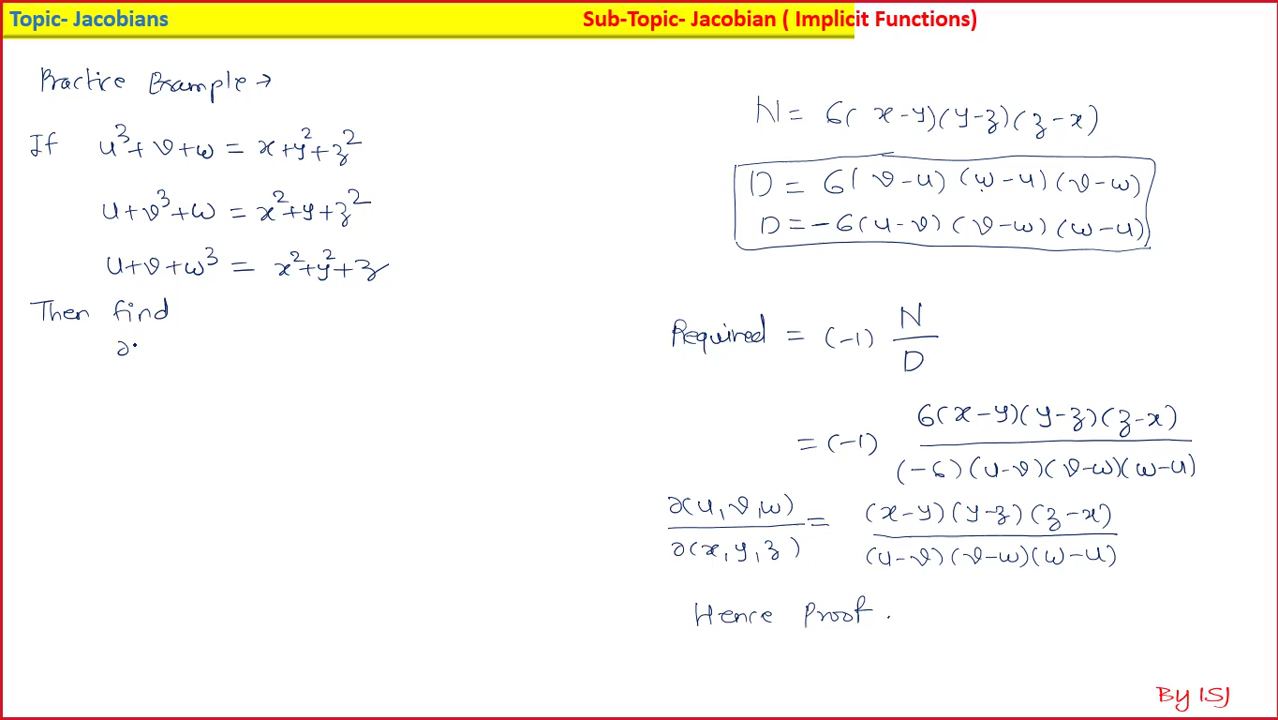 Topic- Jacobians
Sub-Topic- Jacobian ( Implicit Functions)
Practice Example →
If u³+v+w = x+y²+z²
u+v³+w = x²+y+z²
u+v+w³ = x²+y²+z
Then find
∂
N = 6(x-y)(y-z)(z-x)
D = 6(v-u)(w-u)(v-w)
D = -6(u-v)(v-w)(w-u)
Required = (-1) N/D
= (-1) 6(x-y)(y-z)(z-x) / (-6)(u-v)(v-w)(w-u)
∂(u,v,w)/∂(x,y,z) = (x-y)(y-z)(z-x) / (u-v)(v-w)(w-u)
Hence Proof.
By ISJ